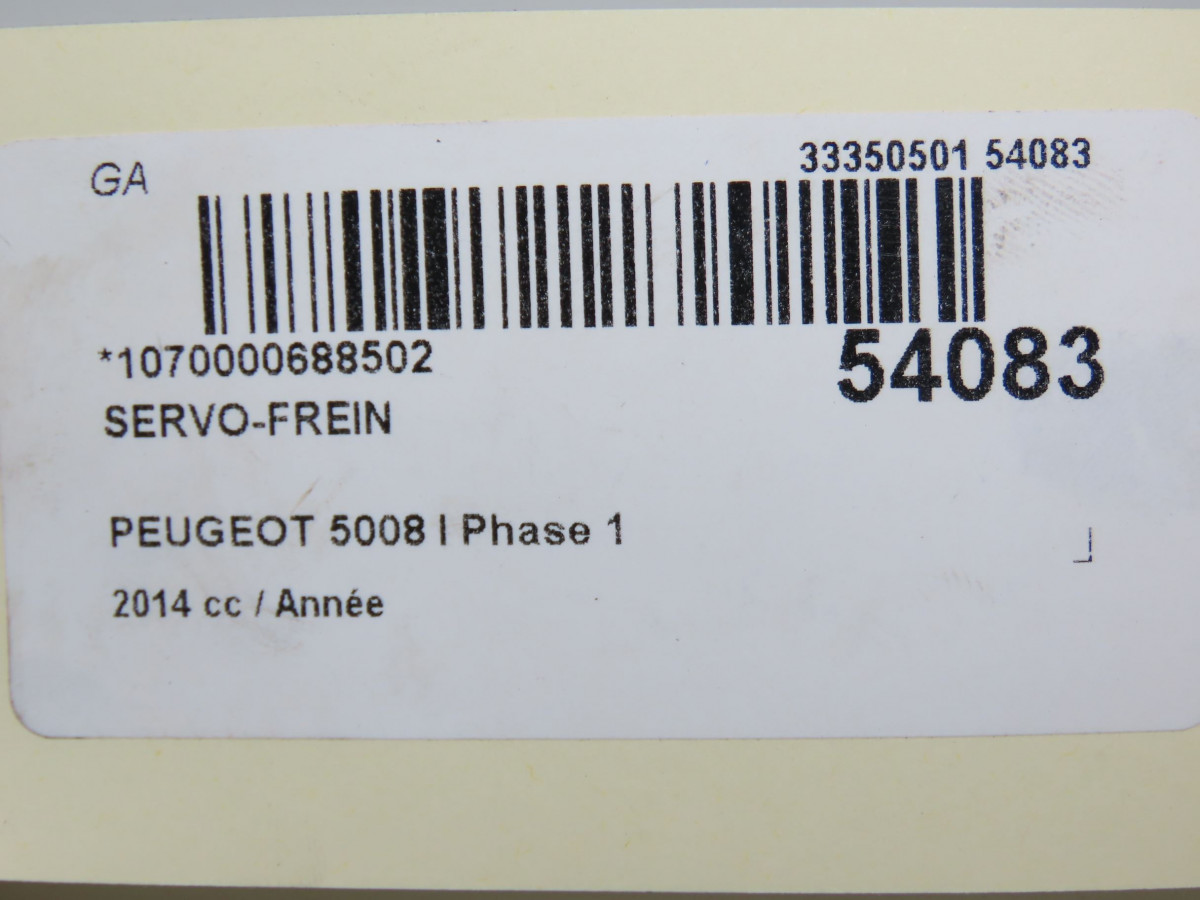 GA
33350501 54083
*1070000688502
54083
SERVO-FREIN
PEUGEOT 5008 I Phase 1
2014 cc / Année